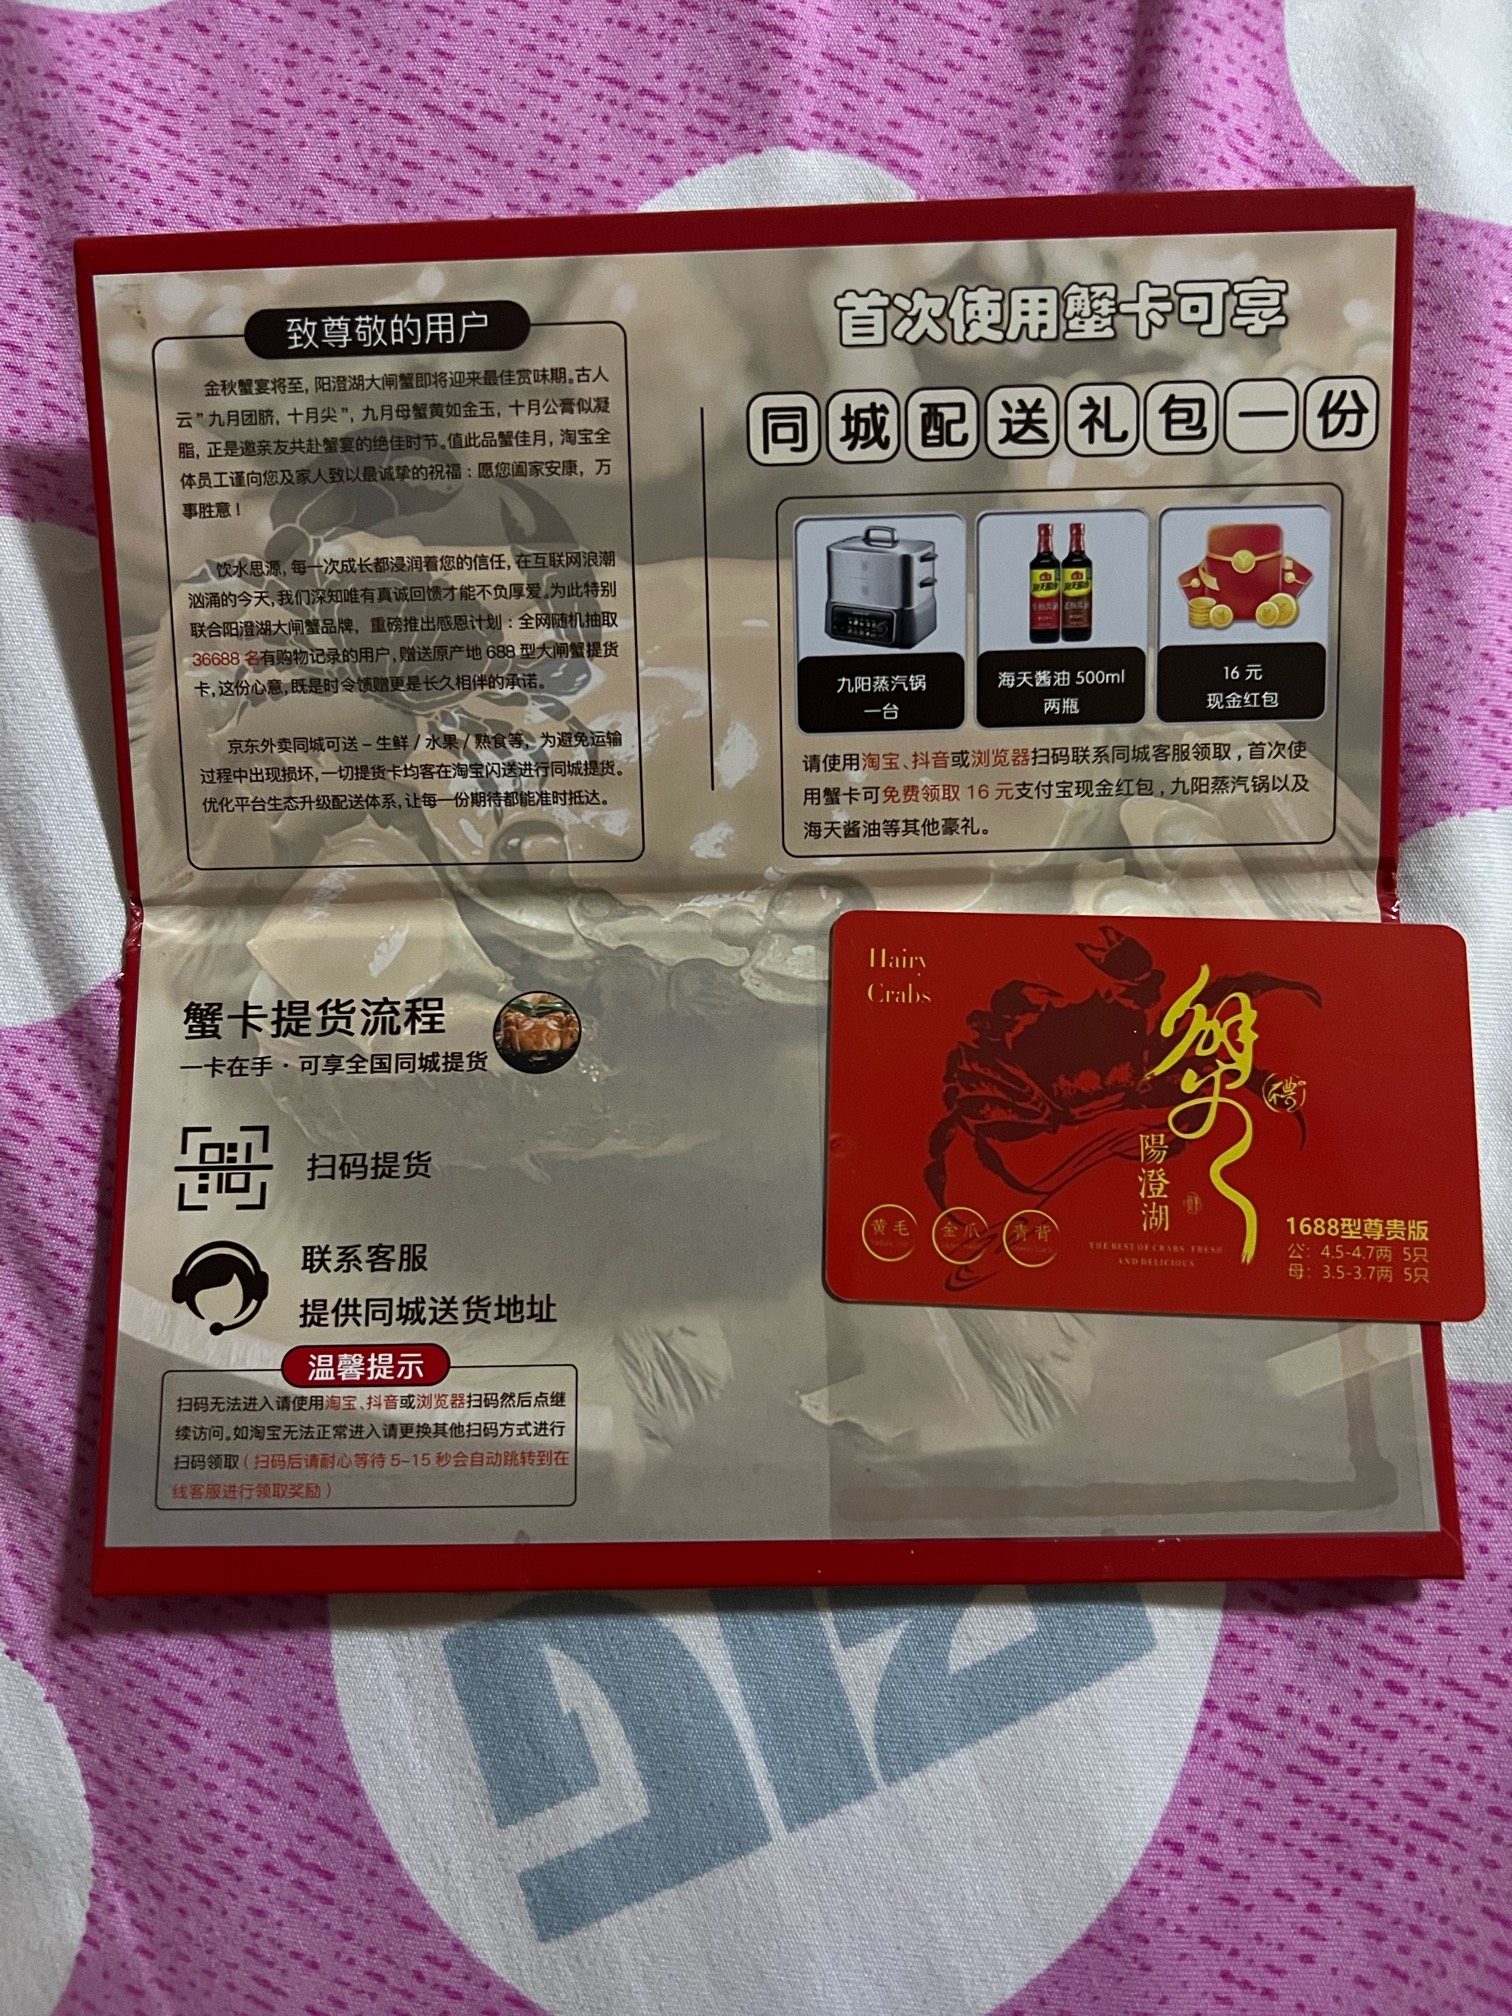 致尊敬的用户
金秋蟹宴将至，阳澄湖大闸蟹即将迎来最佳赏味期。古人
云"九月团脐，十月尖"，九月母蟹黄如金玉，十月公膏似凝
脂，正是邀亲友共赴蟹宴的绝佳时节。值此品蟹佳月，淘宝全
体员工谨向您及家人致以最诚挚的祝福：愿您阖家安康，万
事胜意！
饮水思源，每一次成长都浸润着您的信任，在互联网浪潮
汹涌的今天，我们深知唯有真诚回馈才能不负厚爱。为此特别
联合阳澄湖大闸蟹品牌，重磅推出感恩计划：全网随机抽取
36688 名有购物记录的用户，赠送原产地 688 型大闸蟹提货
卡，这份心意，既是时令馈赠更是长久相伴的承诺。
京东外卖同城可送－生鲜／水果／熟食等，为避免运输
过程中出现损坏，一切提货卡均客在淘宝闪送进行同城提货。
优化平台生态升级配送体系，让每一份期待都能准时抵达。
首次使用蟹卡可享
同城配送礼包一份
九阳蒸汽锅
一台
海天酱油 500ml
两瓶
16 元
现金红包
请使用淘宝、抖音或浏览器扫码联系同城客服领取，首次使
用蟹卡可免费领取 16 元支付宝现金红包，九阳蒸汽锅以及
海天酱油等其他豪礼。
蟹卡提货流程
一卡在手·可享全国同城提货
扫码提货
联系客服
提供同城送货地址
温馨提示
扫码无法进入请使用淘宝、抖音或浏览器扫码然后点继
续访问。如淘宝无法正常进入请更换其他扫码方式进行
扫码领取（扫码后请耐心等待 5-15 秒会自动跳转到在
线客服进行领取奖励）
Hairy
Crabs
蟹
禮
陽澄湖
黄毛
金爪
青背
THE BEST OF CRABS FRESH
AND DELICIOUS
1688型尊贵版
公：4.5-4.7两 5只
母：3.5-3.7两 5只